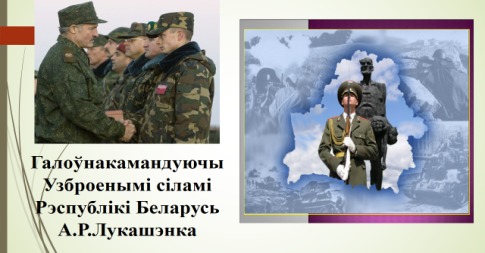 Галоўнакамандуючы
Узброенымі сіламі
Рэспублікі Беларусь
А.Р.Лукашэнка